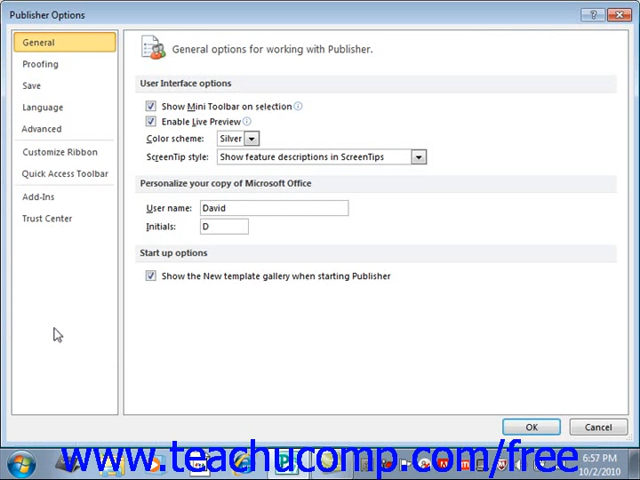 Publisher Options
General
Proofing
Save
Language
Advanced
Customize Ribbon
Quick Access Toolbar
Add-Ins
Trust Center
General options for working with Publisher.
User Interface options
Show Mini Toolbar on selection
Enable Live Preview
Color scheme: Silver
ScreenTip style: Show feature descriptions in ScreenTips
Personalize your copy of Microsoft Office
User name: David
Initials: D
Start up options
Show the New template gallery when starting Publisher
OK Cancel
www.teachucomp.com/free
6:57 PM
10/2/2010